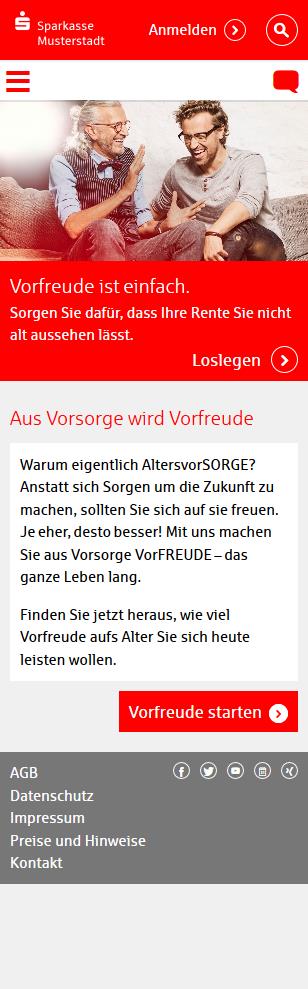 Sparkasse
Musterstadt
Anmelden
Vorfreude ist einfach.
Sorgen Sie dafür, dass Ihre Rente Sie nicht
alt aussehen lässt.
Loslegen
Aus Vorsorge wird Vorfreude
Warum eigentlich AltersvorSORGE?
Anstatt sich Sorgen um die Zukunft zu
machen, sollten Sie sich auf sie freuen.
Je eher, desto besser! Mit uns machen
Sie aus Vorsorge VorFREUDE – das
ganze Leben lang.
Finden Sie jetzt heraus, wie viel
Vorfreude aufs Alter Sie sich heute
leisten wollen.
Vorfreude starten
AGB
Datenschutz
Impressum
Preise und Hinweise
Kontakt